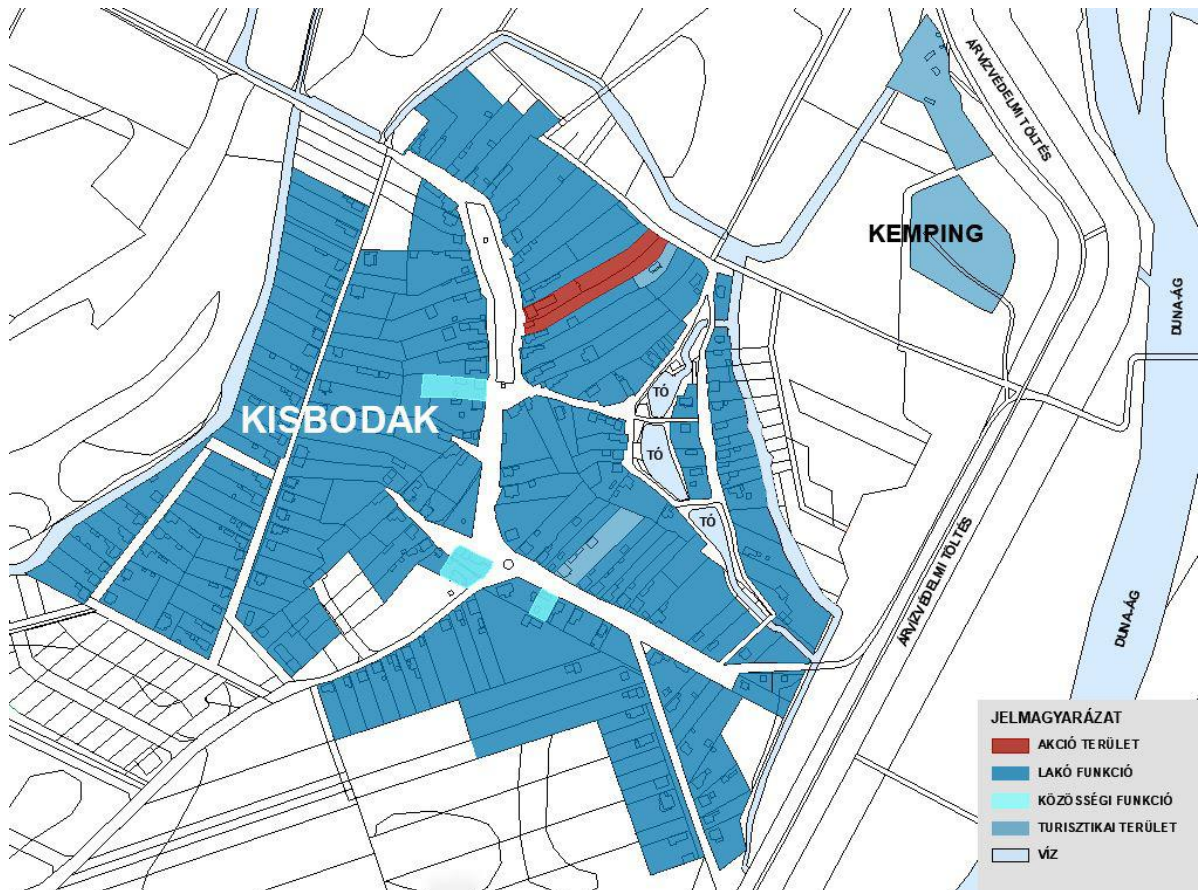 ÁRVÍZVÉDELMI TÖLTÉS
KEMPING
DUNA-ÁG
KISBODAK
TÓ
TÓ
TÓ
ÁRVÍZVÉDELMI TÖLTÉS
DUNA-ÁG
JELMAGYARÁZAT
AKCIÓ TERÜLET
LAKÓ FUNKCIÓ
KÖZÖSSÉGI FUNKCIÓ
TURISZTIKAI TERÜLET
VÍZ